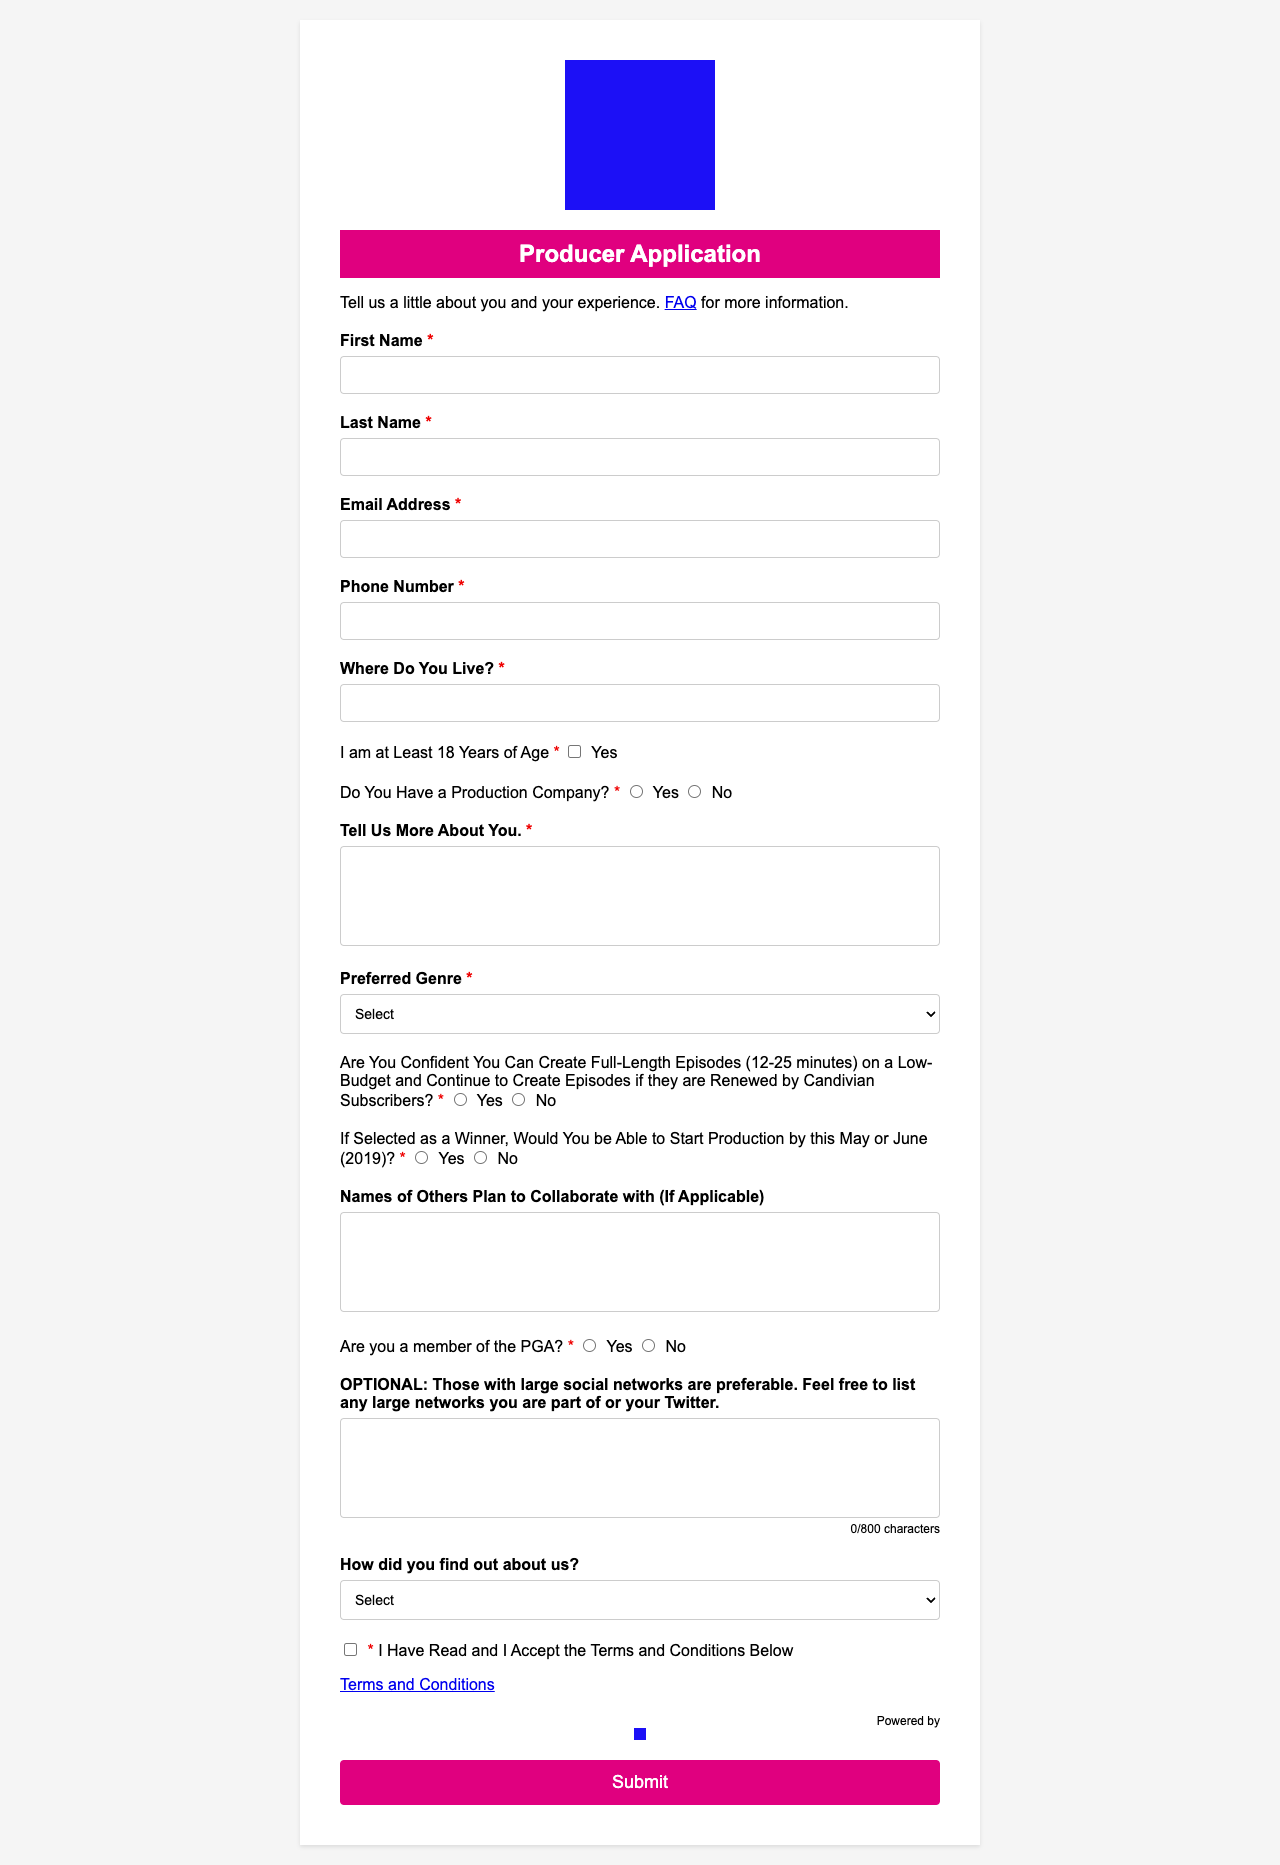 Producer Application
Tell us a little about you and your experience. FAQ for more information.
First Name *
Last Name *
Email Address *
Phone Number *
Where Do You Live? *
I am at Least 18 Years of Age * Yes
Do You Have a Production Company? * Yes No
Tell Us More About You. *
Preferred Genre *
Select
Are You Confident You Can Create Full-Length Episodes (12-25 minutes) on a Low-
Budget and Continue to Create Episodes if they are Renewed by Candivian
Subscribers? * Yes No
If Selected as a Winner, Would You be Able to Start Production by this May or June
(2019)? * Yes No
Names of Others Plan to Collaborate with (If Applicable)
Are you a member of the PGA? * Yes No
OPTIONAL: Those with large social networks are preferable. Feel free to list
any large networks you are part of or your Twitter.
0/800 characters
How did you find out about us?
Select
* I Have Read and I Accept the Terms and Conditions Below
Terms and Conditions
Powered by
Submit